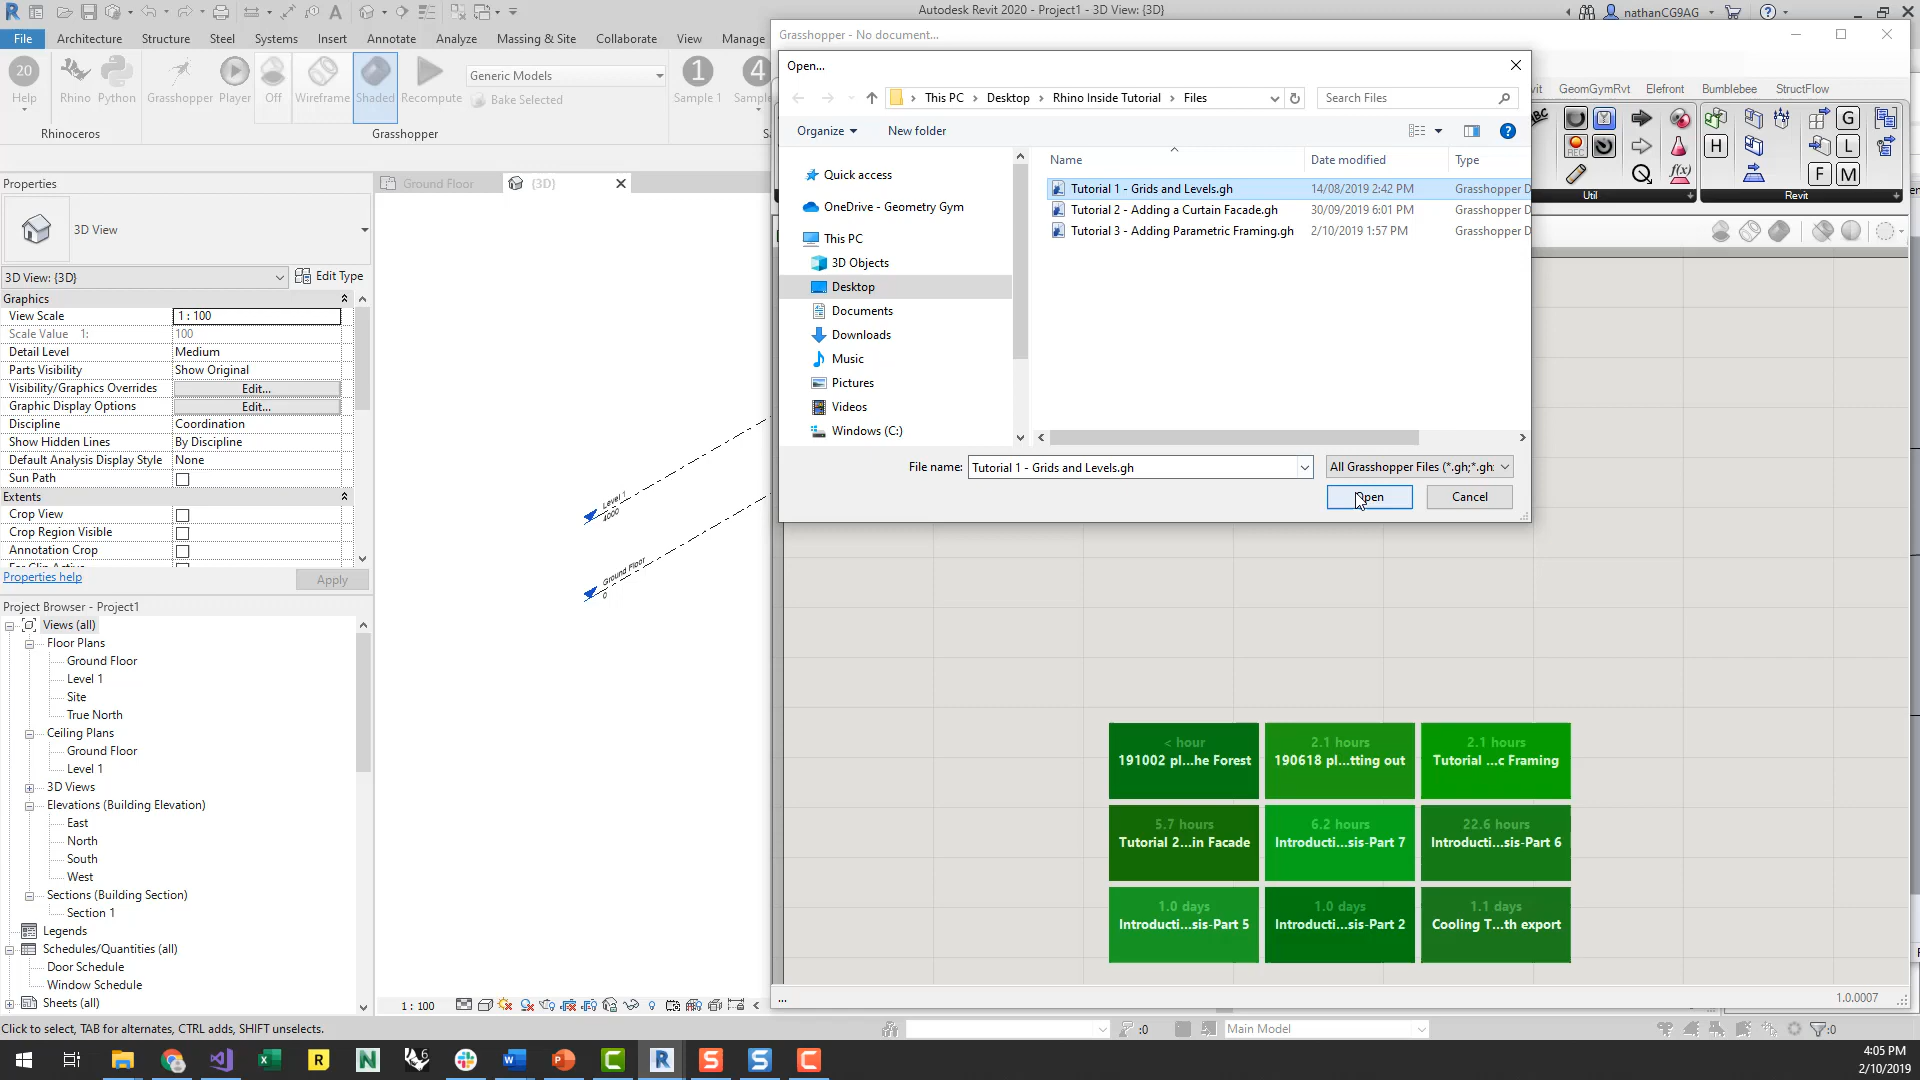 Autodesk Revit 2020 - Project1 - 3D View: {3D}
nathanCG9AG
File
Architecture
Structure
Steel
Systems
Insert
Annotate
Analyze
Massing & Site
Collaborate
View
Manage
20
Help
Rhino
Python
Grasshopper
Player
Off
Wireframe
Shaded
Recompute
Generic Models
Bake Selected
1
Sample 1
4
Rhinoceros
Grasshopper
Properties
3D View
3D View: {3D}
Edit Type
Graphics
View Scale
1 : 100
Scale Value 1:
100
Detail Level
Medium
Parts Visibility
Show Original
Visibility/Graphics Overrides
Edit...
Graphic Display Options
Edit...
Discipline
Coordination
Show Hidden Lines
By Discipline
Default Analysis Display Style
None
Sun Path
Extents
Crop View
Crop Region Visible
Annotation Crop
Properties help
Apply
Project Browser - Project1
Views (all)
Floor Plans
Ground Floor
Level 1
Site
True North
Ceiling Plans
Ground Floor
Level 1
3D Views
Elevations (Building Elevation)
East
North
South
West
Sections (Building Section)
Section 1
Legends
Schedules/Quantities (all)
Door Schedule
Window Schedule
Sheets (all)
Ground Floor
{3D}
Level 1
4000
Ground Floor
0
1 : 100
Grasshopper - No document...
Open...
This PC
Desktop
Rhino Inside Tutorial
Files
Search Files
Organize
New folder
Quick access
OneDrive - Geometry Gym
This PC
3D Objects
Desktop
Documents
Downloads
Music
Pictures
Videos
Windows (C:)
Name
Date modified
Type
Tutorial 1 - Grids and Levels.gh
14/08/2019 2:42 PM
Grasshopper D
Tutorial 2 - Adding a Curtain Facade.gh
30/09/2019 6:01 PM
Grasshopper D
Tutorial 3 - Adding Parametric Framing.gh
2/10/2019 1:57 PM
Grasshopper D
File name:
Tutorial 1 - Grids and Levels.gh
All Grasshopper Files (*.gh;*.gh
Open
Cancel
GeomGymRvt
Elefront
Bumblebee
StructFlow
ABC
REC
f(x)
H
G
L
F
M
Util
Revit
< hour
191002 pl...he Forest
2.1 hours
190618 pl...tting out
2.1 hours
Tutorial ...c Framing
5.7 hours
Tutorial 2...in Facade
6.2 hours
Introducti...sis-Part 7
22.6 hours
Introducti...sis-Part 6
1.0 days
Introducti...sis-Part 5
1.0 days
Introducti...sis-Part 2
1.1 days
Cooling T...th export
...
1.0.0007
Click to select, TAB for alternates, CTRL adds, SHIFT unselects.
:0
Main Model
:0
4:05 PM
2/10/2019